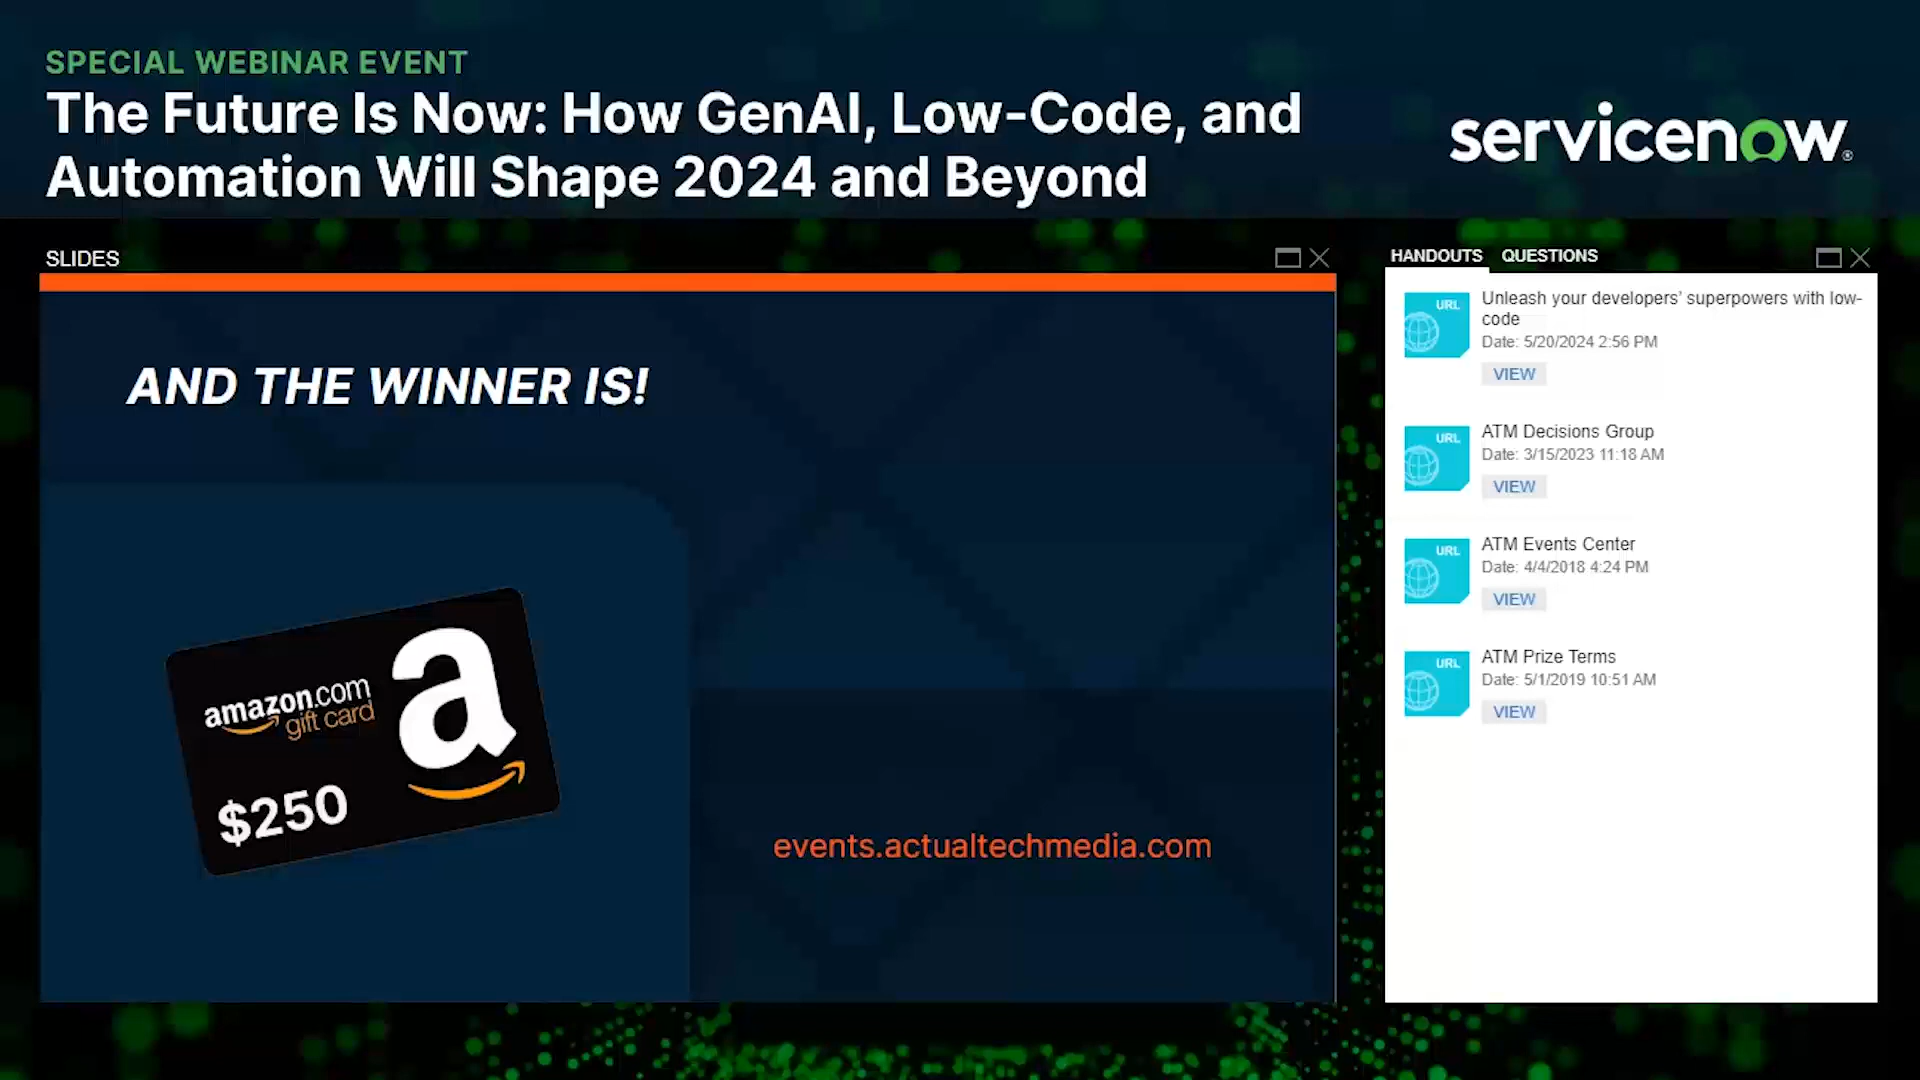 SPECIAL WEBINAR EVENT
The Future Is Now: How GenAI, Low-Code, and
Automation Will Shape 2024 and Beyond
servicenow®
SLIDES
AND THE WINNER IS!
amazon.com
gift card
a
$250
events.actualtechmedia.com
HANDOUTS QUESTIONS
URL
Unleash your developers' superpowers with low-
code
Date: 5/20/2024 2:56 PM
VIEW
URL
ATM Decisions Group
Date: 3/15/2023 11:18 AM
VIEW
URL
ATM Events Center
Date: 4/4/2018 4:24 PM
VIEW
URL
ATM Prize Terms
Date: 5/1/2019 10:51 AM
VIEW